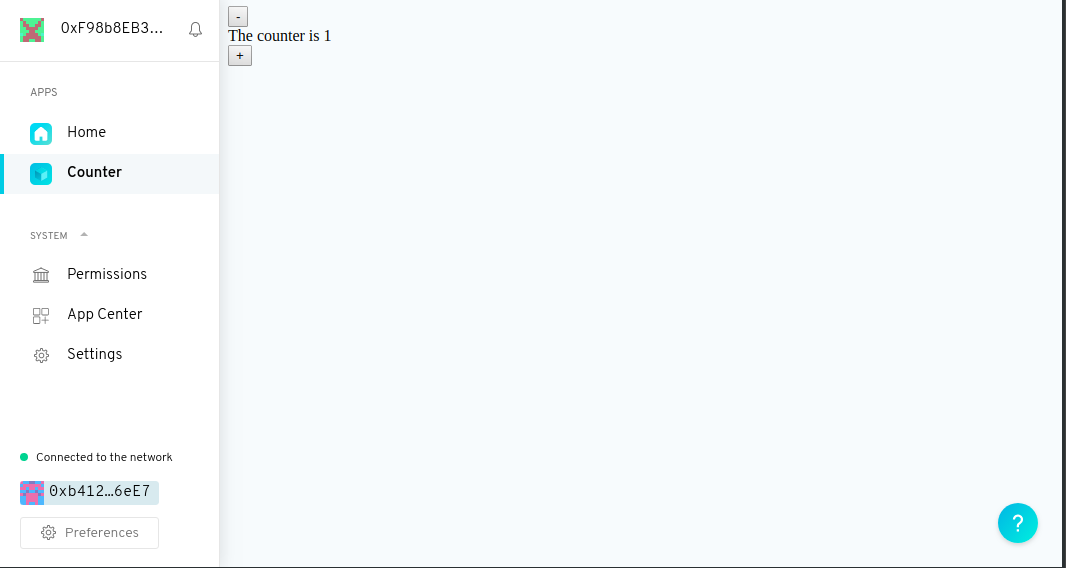 0xF98b8EB3...
APPS
Home
Counter
SYSTEM
Permissions
App Center
Settings
Connected to the network
0xb412…6eE7
Preferences
-
The counter is 1
+
?